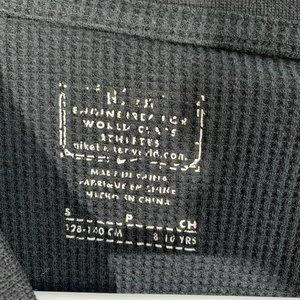 ENGINEERED FOR
WORLD CLASS
ATHLETES
MADE IN CHINA
FABRIQUÉ EN CHINE
HECHO EN CHINA
S P CH
128-140 CM 8-10 YRS